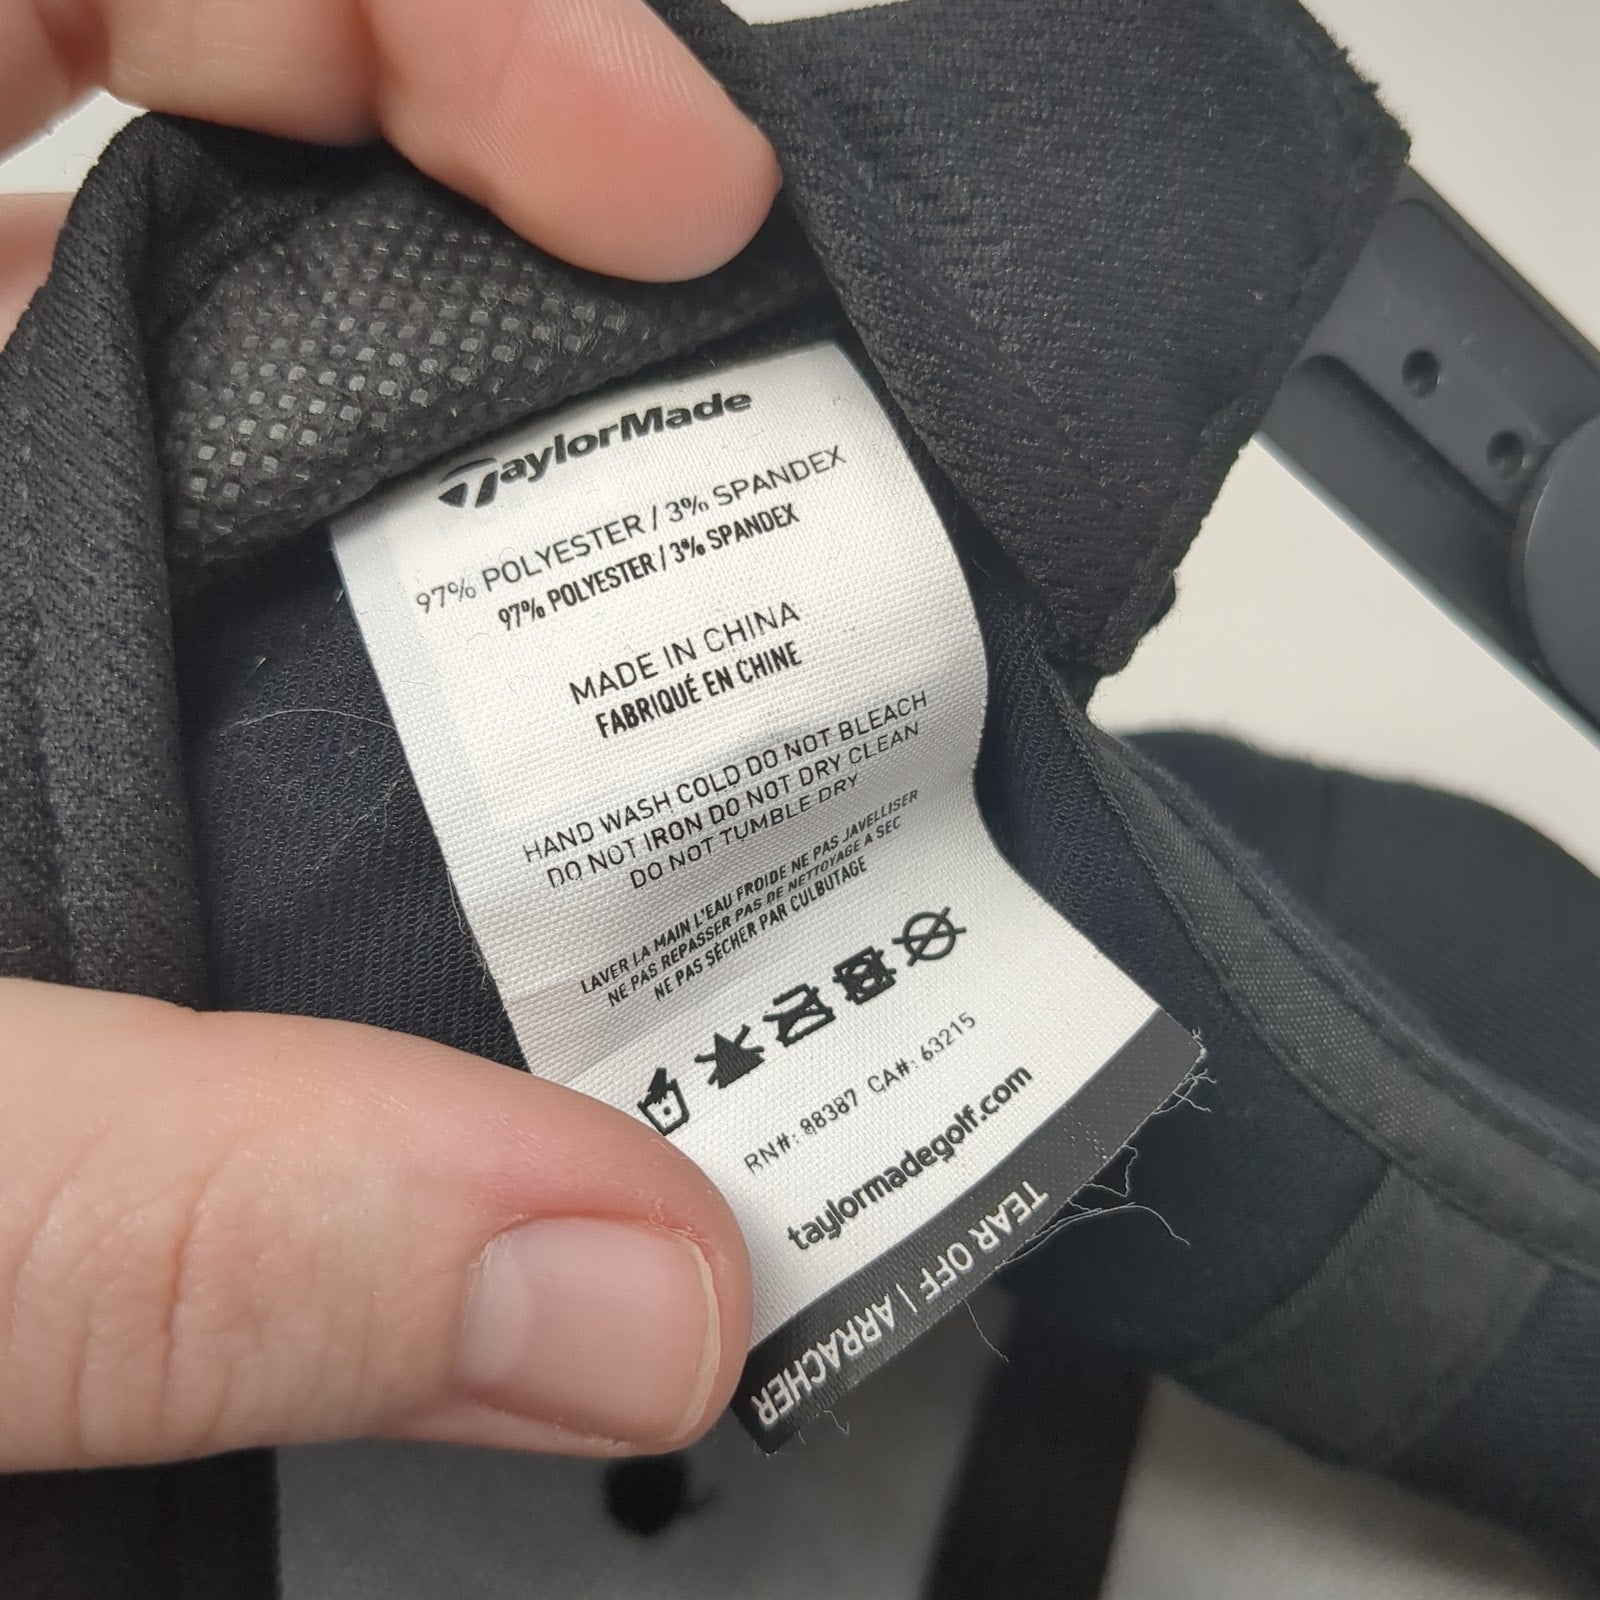 TaylorMade
97% POLYESTER / 3% SPANDEX
97% POLYESTER / 3% SPANDEX
MADE IN CHINA
FABRIQUÉ EN CHINE
HAND WASH COLD DO NOT BLEACH
DO NOT IRON DO NOT DRY CLEAN
DO NOT TUMBLE DRY
LAVER LA MAIN L'EAU FROIDE NE PAS JAVELLISER
NE PAS REPASSER PAS DE NETTOYAGE A SEC
NE PAS SÉCHER PAR CULBUTAGE
RN#: 88387 CA#: 63215
taylormadegolf.com
TEAR OFF | ARRACHER